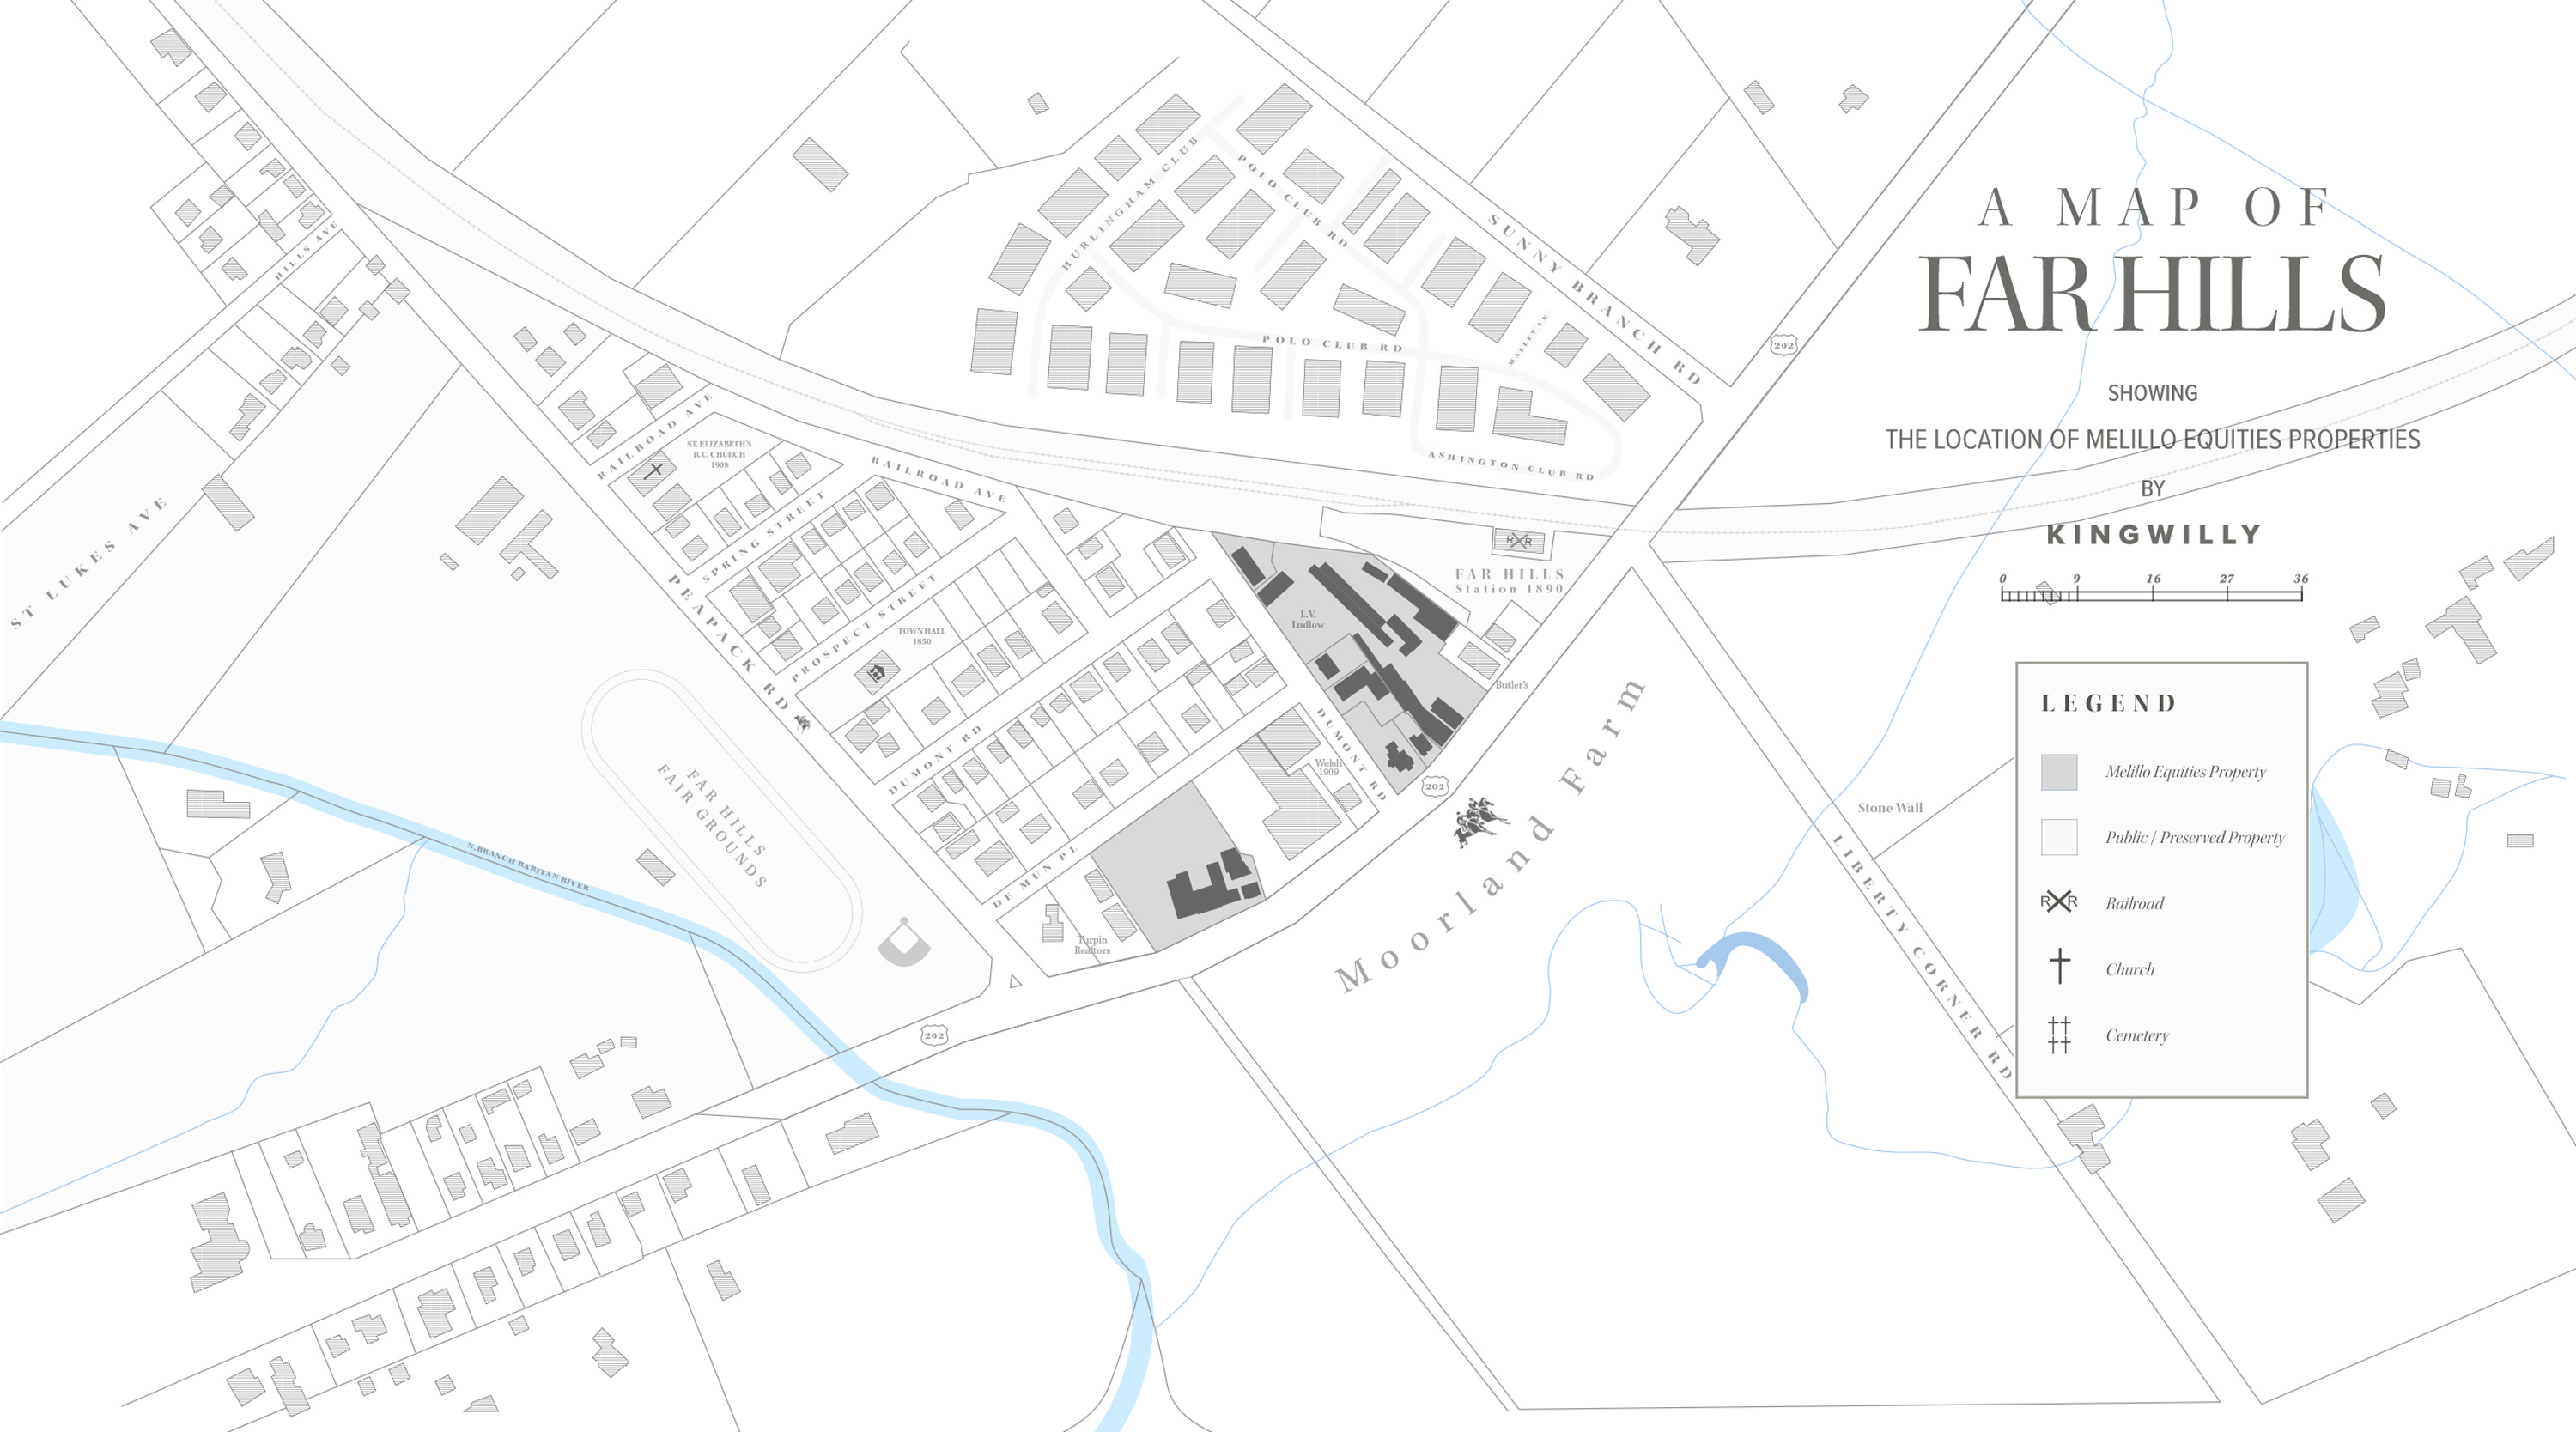 A MAP OF
FAR HILLS
SHOWING
THE LOCATION OF MELILLO EQUITIES PROPERTIES
BY
KINGWILLY
0 9 16 27 36
LEGEND
Melillo Equities Property
Public / Preserved Property
RXR Railroad
Church
Cemetery
HILLS AVE
ST LUKES AVE
RAILROAD AVE
ST. ELIZABETH'S
R.C. CHURCH
1908
RAILROAD AVE
SPRING STREET
PROSPECT STREET
TOWN HALL
1850
PEAPACK RD
DUMONT RD
DE MUN PL
FAR HILLS
FAIR GROUNDS
N. BRANCH RARITAN RIVER
Turpin
Realtors
202
HURLINGHAM CLUB
POLO CLUB RD
POLO CLUB RD
MALLET LN
ASHINGTON CLUB RD
SUNNY BRANCH RD
202
RXR
FAR HILLS
Station 1890
L.V.
Ludlow
Butler's
DUMONT RD
Welsh
1909
202
Moorland Farm
Stone Wall
LIBERTY CORNER RD